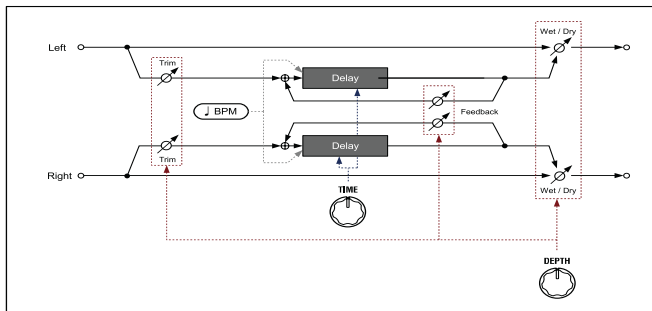 Left
Trim
Delay
Wet / Dry
♩ BPM
Feedback
Delay
Trim
Right
Wet / Dry
TIME
DEPTH